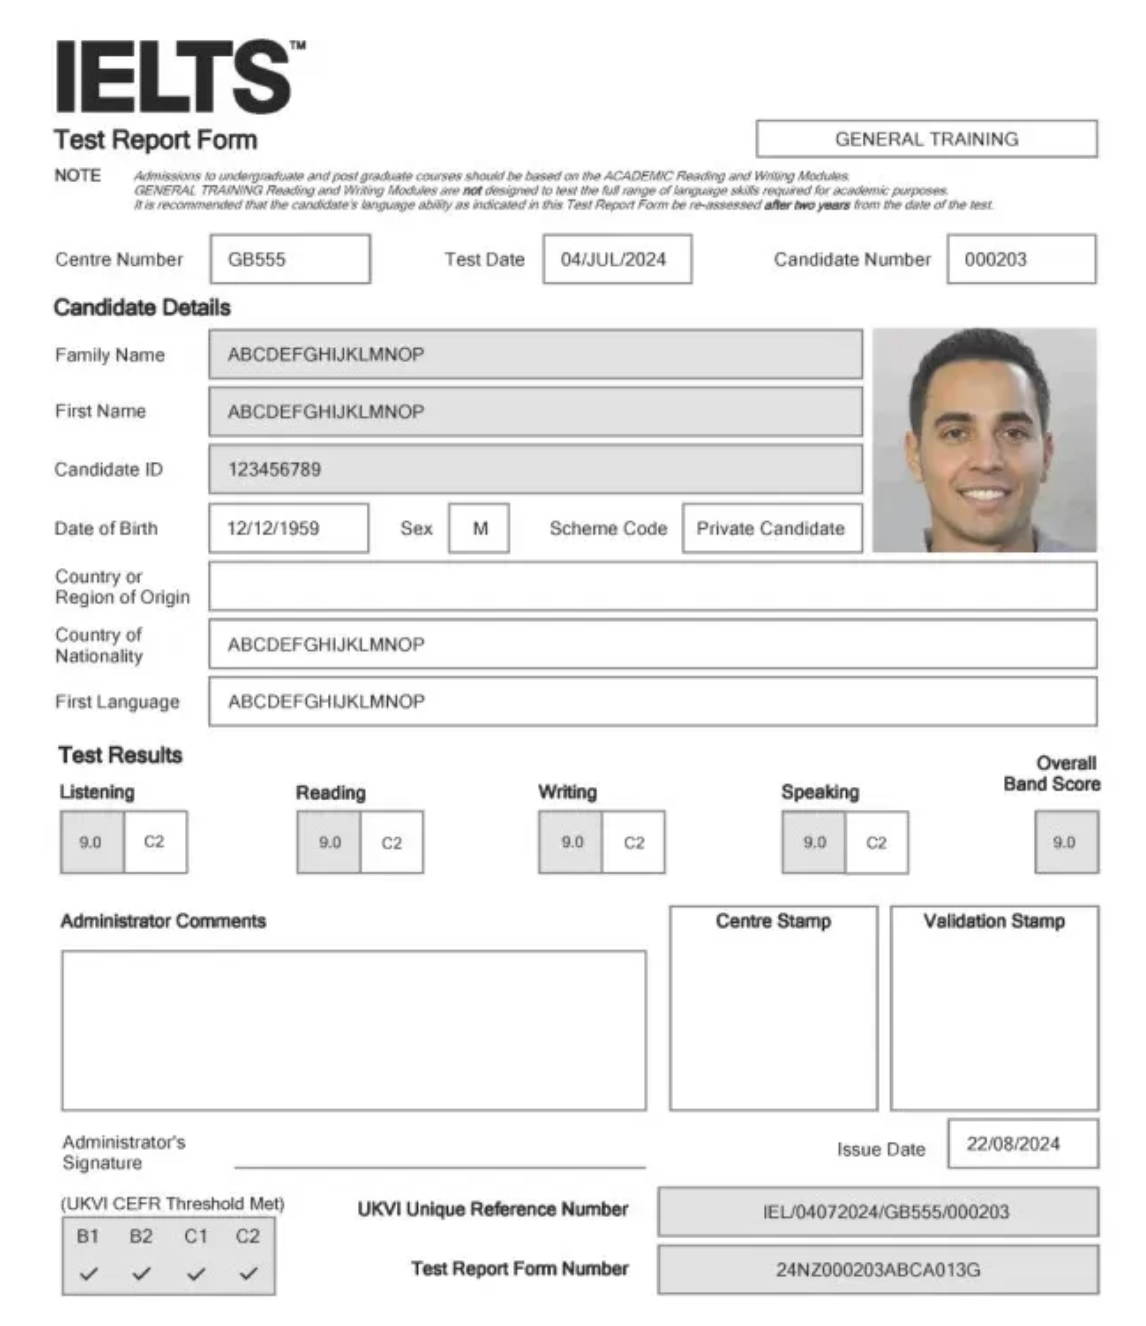 IELTS™
Test Report Form
GENERAL TRAINING
NOTE Admissions to undergraduate and post graduate courses should be based on the ACADEMIC Reading and Writing Modules.
GENERAL TRAINING Reading and Writing Modules are not designed to test the full range of language skills required for academic purposes.
It is recommended that the candidate's language ability as indicated in this Test Report Form be re-assessed after two years from the date of the test.
Centre Number GB555 Test Date 04/JUL/2024 Candidate Number 000203
Candidate Details
Family Name ABCDEFGHIJKLMNOP
First Name ABCDEFGHIJKLMNOP
Candidate ID 123456789
Date of Birth 12/12/1959 Sex M Scheme Code Private Candidate
Country or
Region of Origin
Country of
Nationality ABCDEFGHIJKLMNOP
First Language ABCDEFGHIJKLMNOP
Test Results
Overall
Band Score
Listening Reading Writing Speaking
9.0 C2 9.0 C2 9.0 C2 9.0 C2 9.0
Administrator Comments Centre Stamp Validation Stamp
Administrator's
Signature
Issue Date 22/08/2024
(UKVI CEFR Threshold Met)
B1 B2 C1 C2
✓ ✓ ✓ ✓
UKVI Unique Reference Number IEL/04072024/GB555/000203
Test Report Form Number 24NZ000203ABCA013G